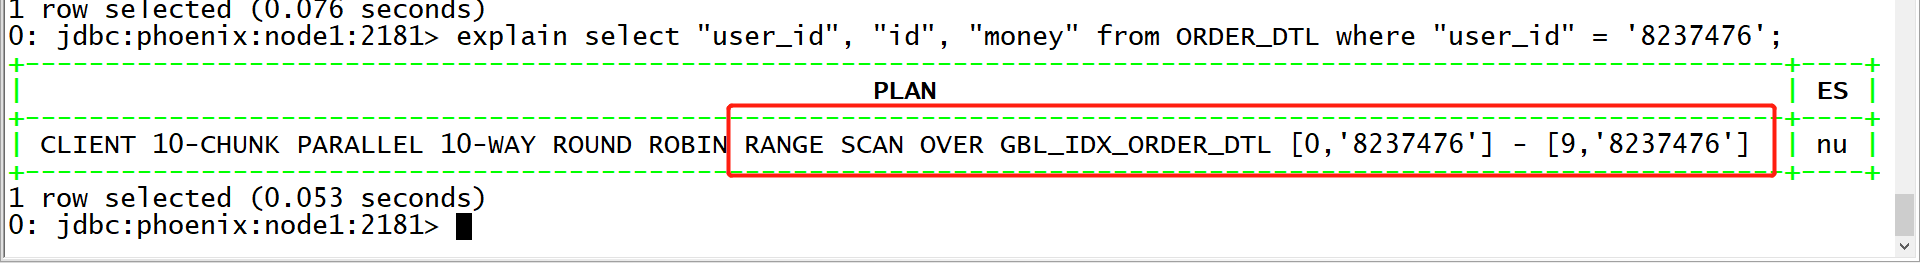 1 row selected (0.076 seconds)
0: jdbc:phoenix:node1:2181> explain select "user_id", "id", "money" from ORDER_DTL where "user_id" = '8237476';
+--------------------------------------------------------------------------------------------------------------+----+
| PLAN | ES |
+--------------------------------------------------------------------------------------------------------------+----+
| CLIENT 10-CHUNK PARALLEL 10-WAY ROUND ROBIN RANGE SCAN OVER GBL_IDX_ORDER_DTL [0,'8237476'] - [9,'8237476'] | nu |
+--------------------------------------------------------------------------------------------------------------+----+
1 row selected (0.053 seconds)
0: jdbc:phoenix:node1:2181>